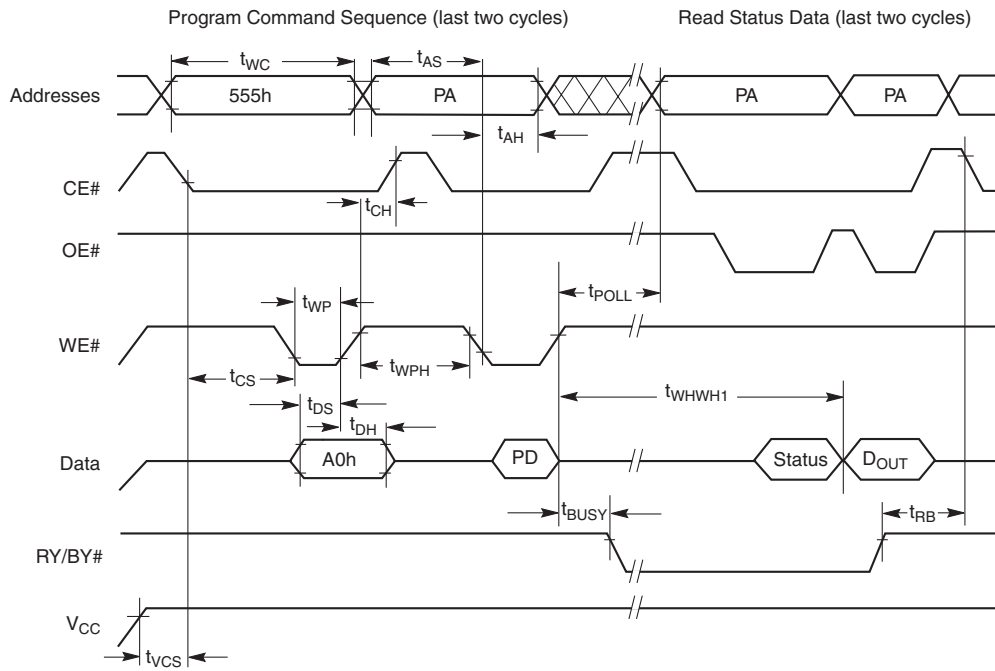 Program Command Sequence (last two cycles) Read Status Data (last two cycles)
tWC tAS
Addresses 555h PA PA PA
tAH
CE#
tCH
OE#
tWP tPOLL
WE#
tWPH
tCS tWHWH1
tDS
tDH
Data A0h PD Status DOUT
tBUSY tRB
RY/BY#
VCC
tVCS